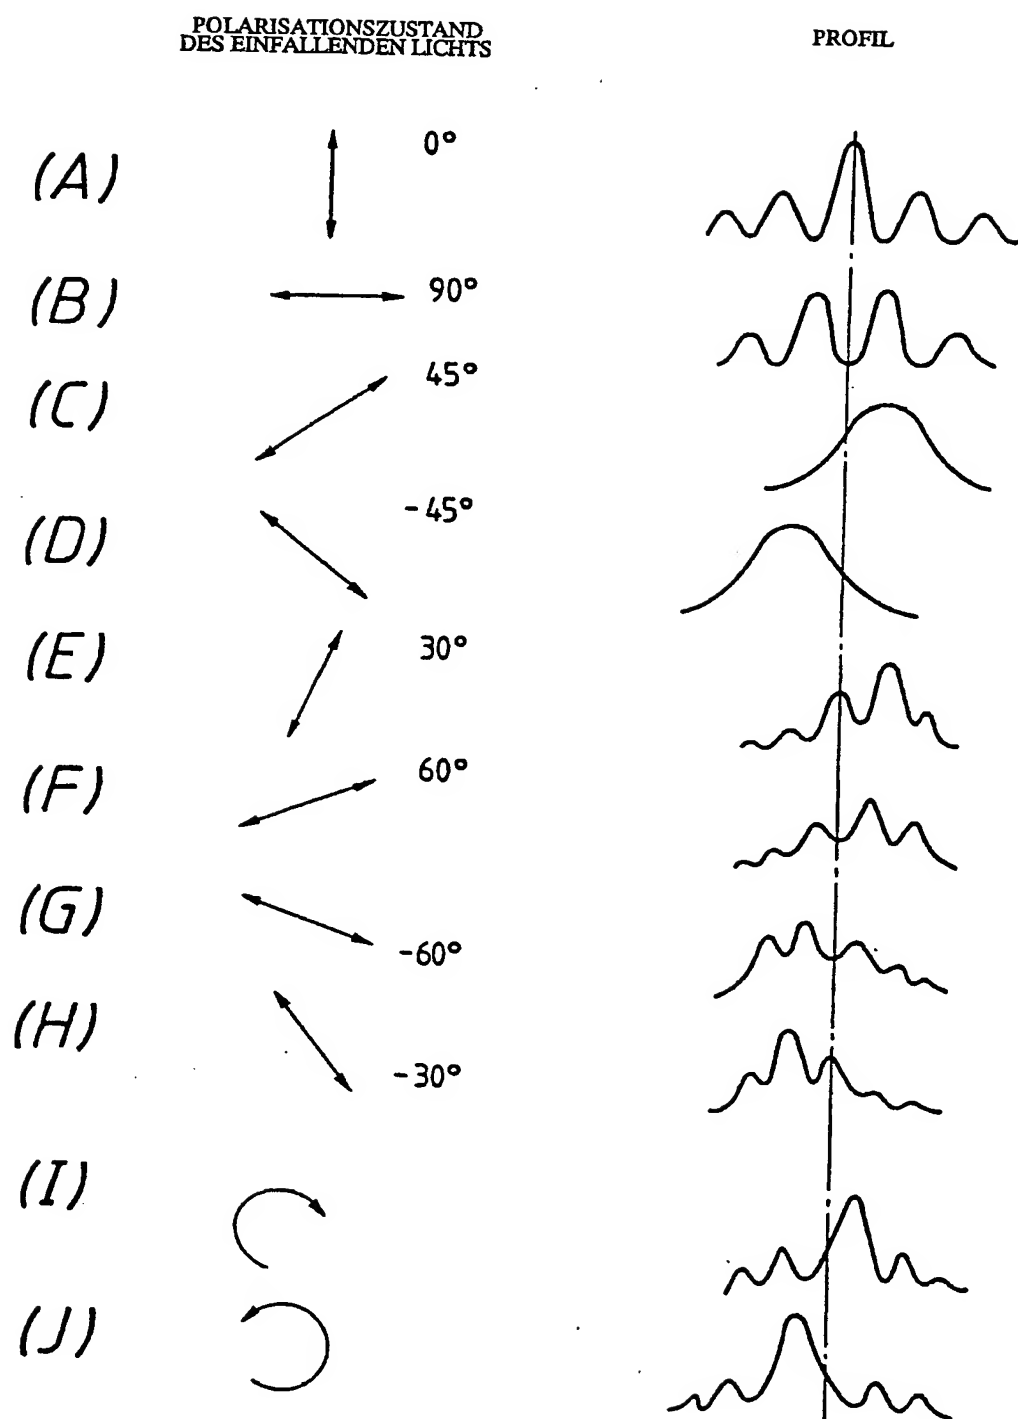 POLARISATIONSZUSTAND
DES EINFALLENDEN LICHTS
PROFIL
(A) 0°
(B) 90°
(C) 45°
(D) -45°
(E) 30°
(F) 60°
(G) -60°
(H) -30°
(I)
(J)